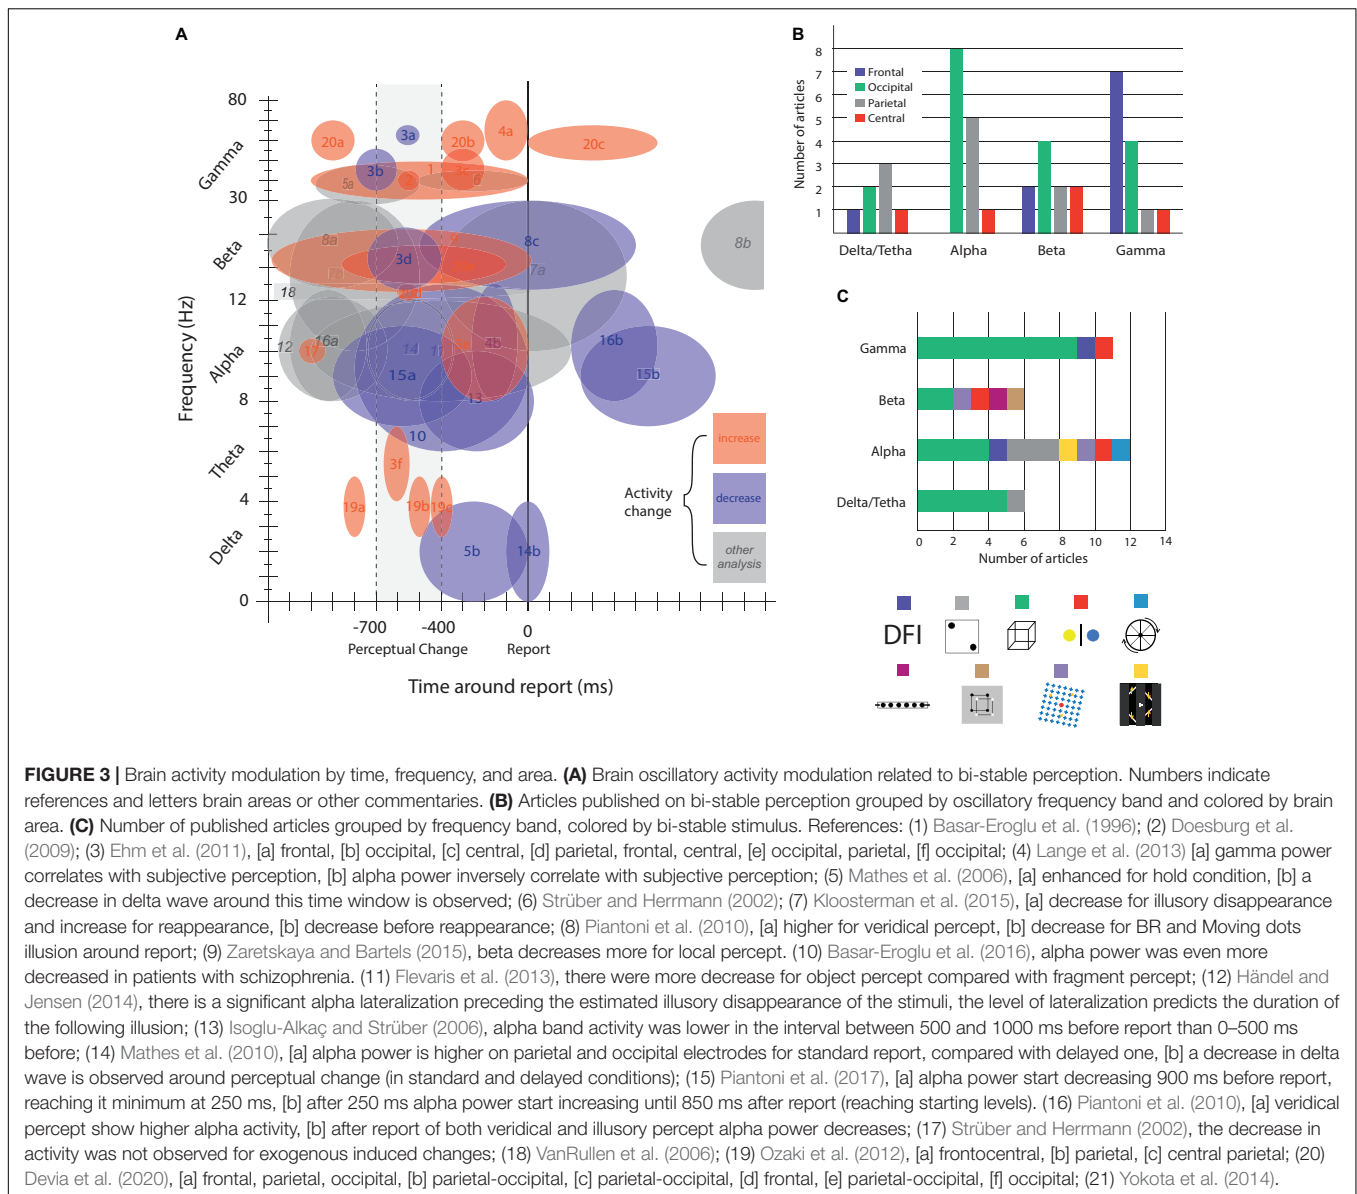 A
80
30
12
8
4
0
Gamma
Beta
Alpha
Theta
Delta
Frequency (Hz)
20a
3a
20b
4a
20c
3b
3c
1
5a
2
6
8a
9
8c
7a
8b
3d
18
12
16a
17
14
11
4b
16b
15a
15b
13
10
3f
19a
19b
19c
5b
14b
Activity
change
increase
decrease
other
analysis
-700
-400
0
Perceptual Change
Report
Time around report (ms)
B
Number of articles
8
7
6
5
4
3
2
1
Frontal
Occipital
Parietal
Central
Delta/Tetha
Alpha
Beta
Gamma
C
Gamma
Beta
Alpha
Delta/Tetha
0 2 4 6 8 10 12 14
Number of articles
DFI
FIGURE 3 | Brain activity modulation by time, frequency, and area. (A) Brain oscillatory activity modulation related to bi-stable perception. Numbers indicate
references and letters brain areas or other commentaries. (B) Articles published on bi-stable perception grouped by oscillatory frequency band and colored by brain
area. (C) Number of published articles grouped by frequency band, colored by bi-stable stimulus. References: (1) Basar-Eroglu et al. (1996); (2) Doesburg et al.
(2009); (3) Ehm et al. (2011), [a] frontal, [b] occipital, [c] central, [d] parietal, frontal, central, [e] occipital, parietal, [f] occipital; (4) Lange et al. (2013) [a] gamma power
correlates with subjective perception, [b] alpha power inversely correlate with subjective perception; (5) Mathes et al. (2006), [a] enhanced for hold condition, [b] a
decrease in delta wave around this time window is observed; (6) Strüber and Herrmann (2002); (7) Kloosterman et al. (2015), [a] decrease for illusory disappearance
and increase for reappearance, [b] decrease before reappearance; (8) Piantoni et al. (2010), [a] higher for veridical percept, [b] decrease for BR and Moving dots
illusion around report; (9) Zaretskaya and Bartels (2015), beta decreases more for local percept. (10) Basar-Eroglu et al. (2016), alpha power was even more
decreased in patients with schizophrenia. (11) Flevaris et al. (2013), there were more decrease for object percept compared with fragment percept; (12) Händel and
Jensen (2014), there is a significant alpha lateralization preceding the estimated illusory disappearance of the stimuli, the level of lateralization predicts the duration of
the following illusion; (13) Isoglu-Alkaç and Strüber (2006), alpha band activity was lower in the interval between 500 and 1000 ms before report than 0–500 ms
before; (14) Mathes et al. (2010), [a] alpha power is higher on parietal and occipital electrodes for standard report, compared with delayed one, [b] a decrease in delta
wave is observed around perceptual change (in standard and delayed conditions); (15) Piantoni et al. (2017), [a] alpha power start decreasing 900 ms before report,
reaching it minimum at 250 ms, [b] after 250 ms alpha power start increasing until 850 ms after report (reaching starting levels). (16) Piantoni et al. (2010), [a] veridical
percept show higher alpha activity, [b] after report of both veridical and illusory percept alpha power decreases; (17) Strüber and Herrmann (2002), the decrease in
activity was not observed for exogenous induced changes; (18) VanRullen et al. (2006); (19) Ozaki et al. (2012), [a] frontocentral, [b] parietal, [c] central parietal; (20)
Devia et al. (2020), [a] frontal, parietal, occipital, [b] parietal-occipital, [c] parietal-occipital, [d] frontal, [e] parietal-occipital, [f] occipital; (21) Yokota et al. (2014).